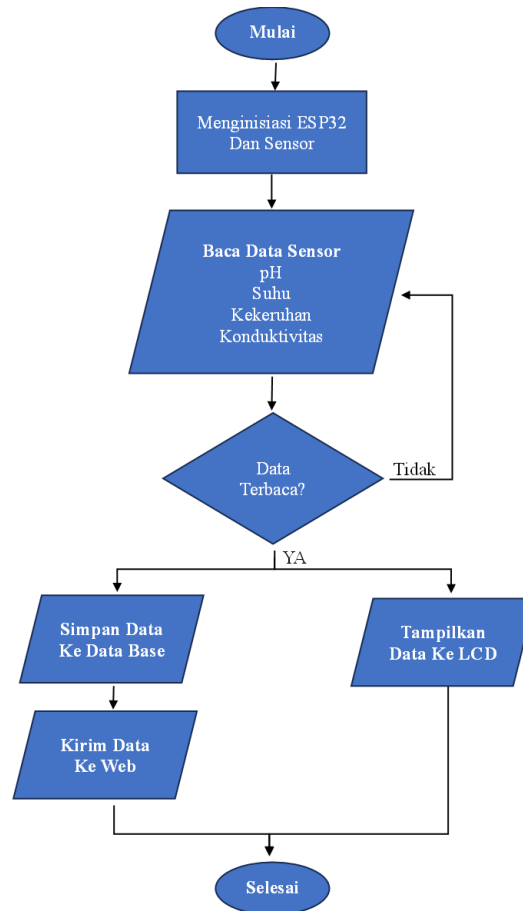 Mulai
Menginisiasi ESP32
Dan Sensor
Baca Data Sensor
pH
Suhu
Kekeruhan
Konduktivitas
Data
Terbaca?
Tidak
YA
Simpan Data
Ke Data Base
Tampilkan
Data Ke LCD
Kirim Data
Ke Web
Selesai